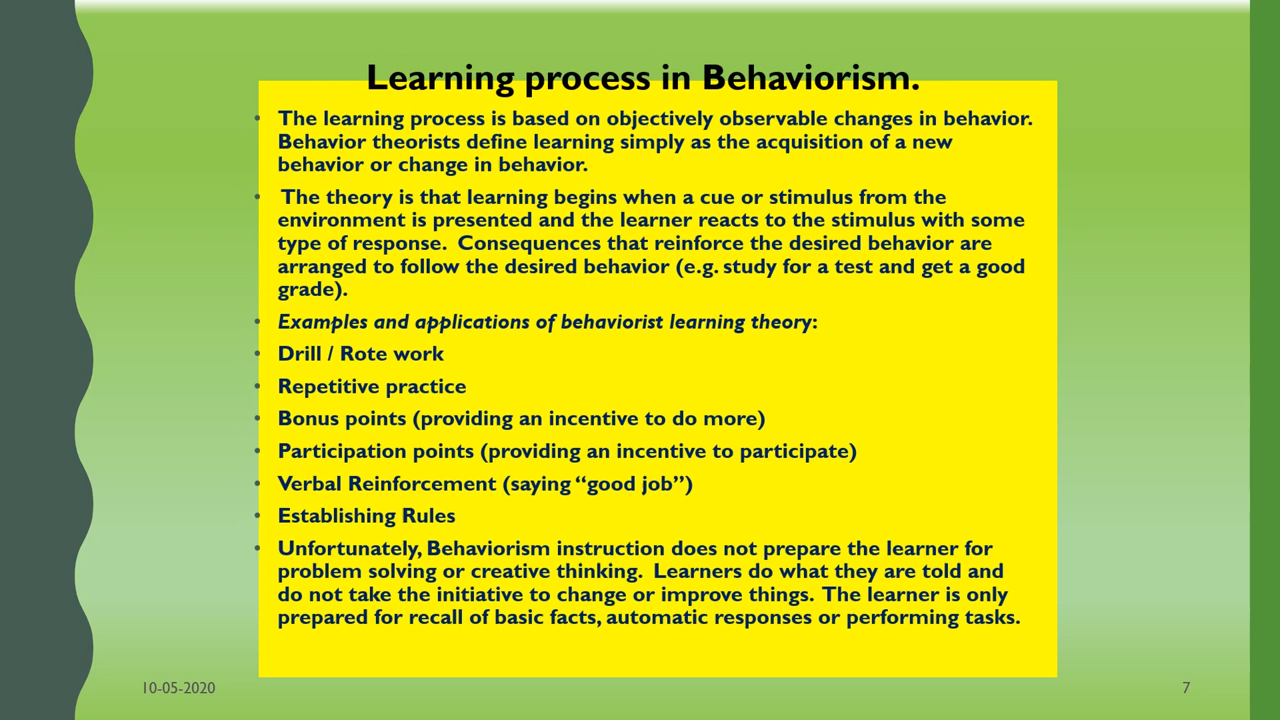 Learning process in Behaviorism.
• The learning process is based on objectively observable changes in behavior.
Behavior theorists define learning simply as the acquisition of a new
behavior or change in behavior.
• The theory is that learning begins when a cue or stimulus from the
environment is presented and the learner reacts to the stimulus with some
type of response. Consequences that reinforce the desired behavior are
arranged to follow the desired behavior (e.g. study for a test and get a good
grade).
• Examples and applications of behaviorist learning theory:
• Drill / Rote work
• Repetitive practice
• Bonus points (providing an incentive to do more)
• Participation points (providing an incentive to participate)
• Verbal Reinforcement (saying “good job”)
• Establishing Rules
• Unfortunately, Behaviorism instruction does not prepare the learner for
problem solving or creative thinking. Learners do what they are told and
do not take the initiative to change or improve things. The learner is only
prepared for recall of basic facts, automatic responses or performing tasks.
10-05-2020
7